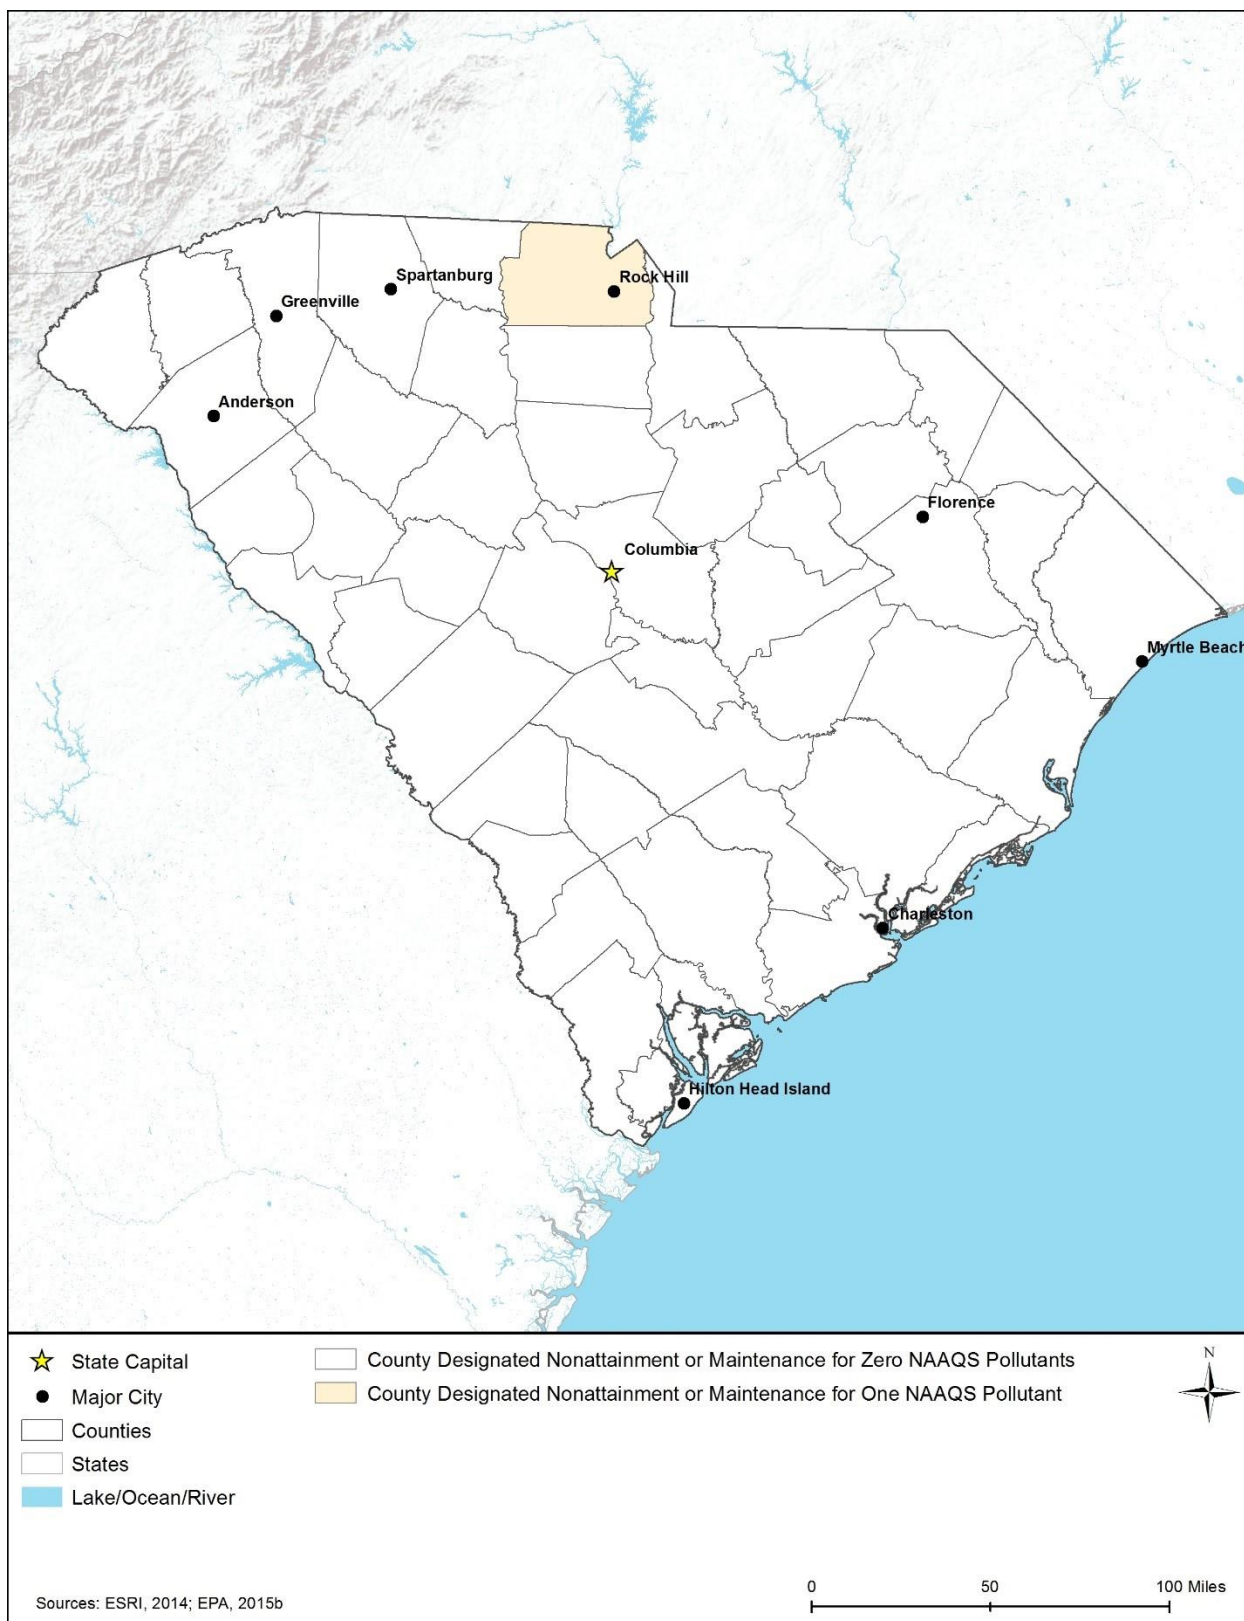 Spartanburg
Rock Hill
Greenville
Anderson
Florence
Columbia
Myrtle Beach
Charleston
Hilton Head Island
State Capital
Major City
Counties
States
Lake/Ocean/River
County Designated Nonattainment or Maintenance for Zero NAAQS Pollutants
County Designated Nonattainment or Maintenance for One NAAQS Pollutant
N
Sources: ESRI, 2014; EPA, 2015b
0 50 100 Miles